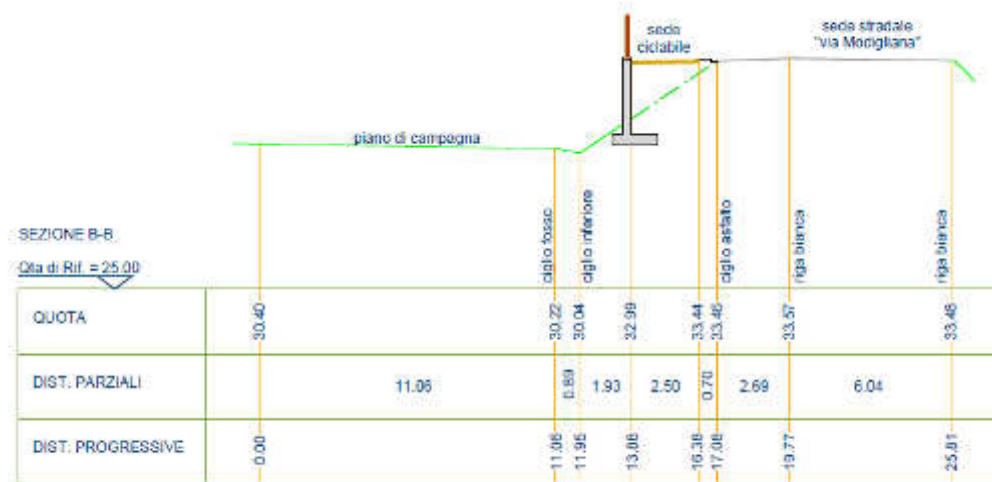 sede
ciclabile
sede stradale
"via Modigliana"
piano di campagna
ciglio fosso
ciglio inferiore
ciglio asfalto
riga bianca
riga bianca
SEZIONE B-B
Qta di Rif. = 25.00
QUOTA
30.40 30.22 30.04 32.99 33.44 33.46 33.57 33.48
DIST. PARZIALI
11.06 0.89 1.93 2.50 0.70 2.69 6.04
DIST. PROGRESSIVE
0.00 11.06 11.95 13.88 16.38 17.08 19.77 25.81